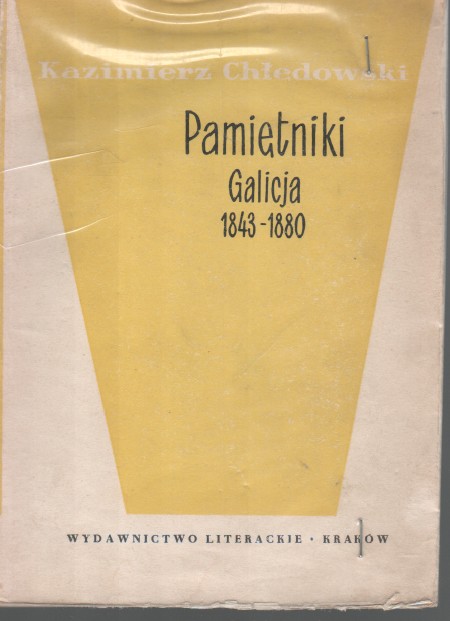 Kazimierz Chłędowski
Pamiętniki
Galicja
1843-1880
WYDAWNICTWO LITERACKIE • KRAKÓW